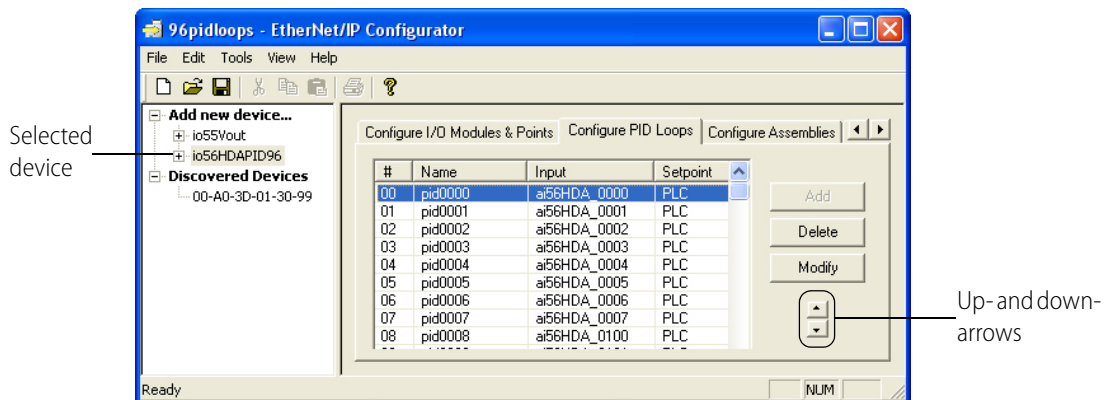 96pidloops - EtherNet/IP Configurator
File Edit Tools View Help
Add new device...
io55Vout
io56HDAPID96
Discovered Devices
00-A0-3D-01-30-99
Selected
device
Configure I/O Modules & Points Configure PID Loops Configure Assemblies
# Name Input Setpoint
00 pid0000 ai56HDA_0000 PLC
01 pid0001 ai56HDA_0001 PLC
02 pid0002 ai56HDA_0002 PLC
03 pid0003 ai56HDA_0003 PLC
04 pid0004 ai56HDA_0004 PLC
05 pid0005 ai56HDA_0005 PLC
06 pid0006 ai56HDA_0006 PLC
07 pid0007 ai56HDA_0007 PLC
08 pid0008 ai56HDA_0100 PLC
Add
Delete
Modify
Up- and down-
arrows
Ready NUM